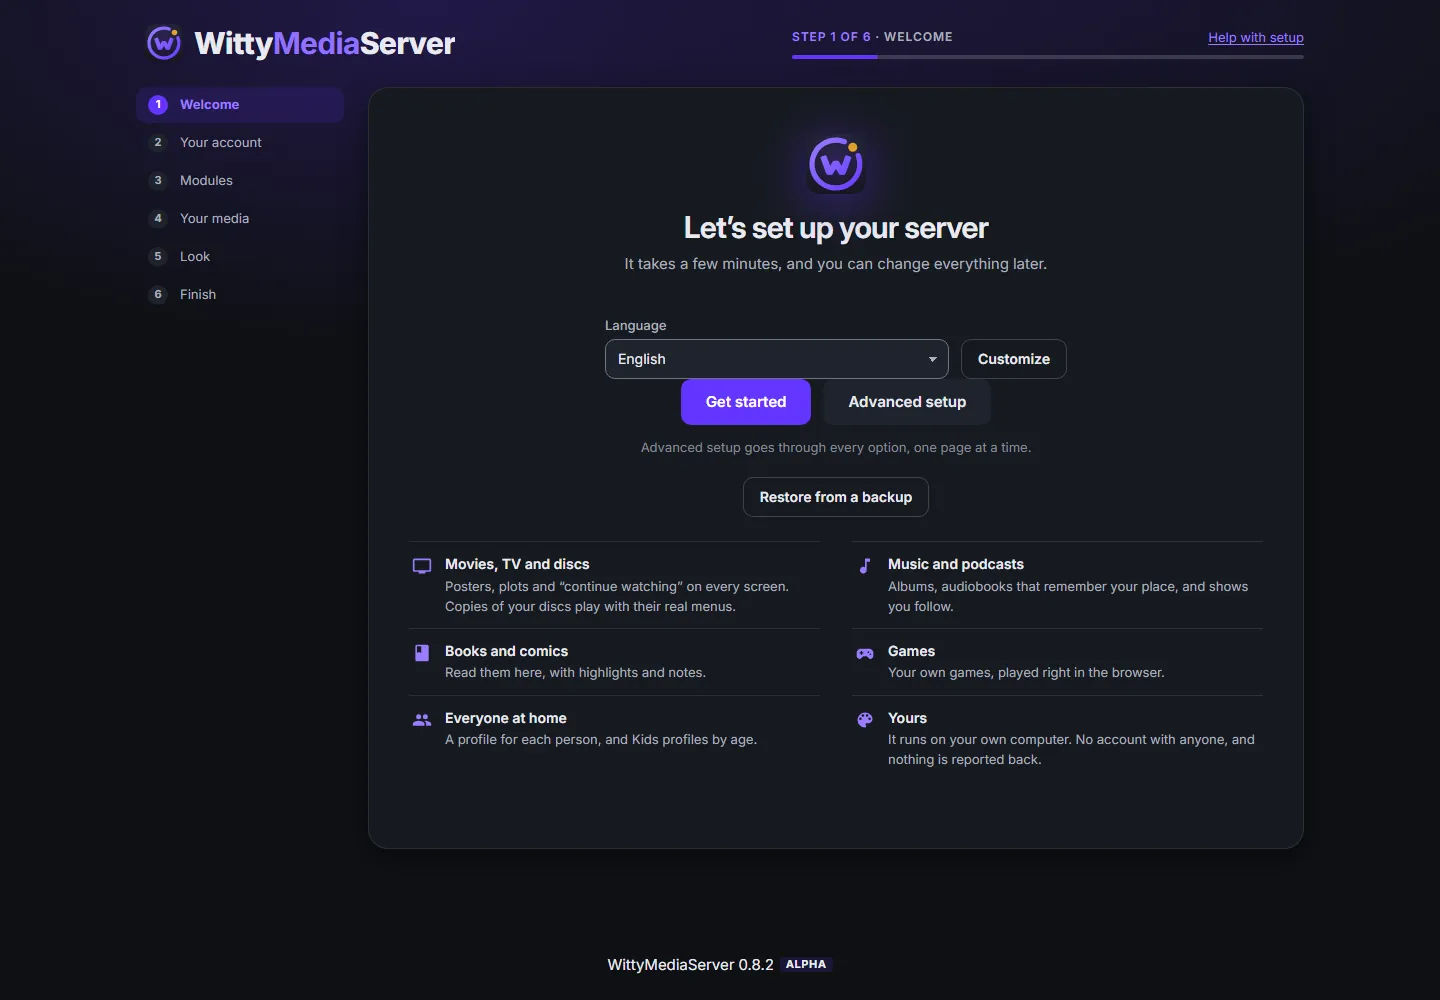 WittyMediaServer
STEP 1 OF 6 · WELCOME
Help with setup
1 Welcome
2 Your account
3 Modules
4 Your media
5 Look
6 Finish
Let’s set up your server
It takes a few minutes, and you can change everything later.
Language
English
Customize
Get started
Advanced setup
Advanced setup goes through every option, one page at a time.
Restore from a backup
Movies, TV and discs
Posters, plots and “continue watching” on every screen.
Copies of your discs play with their real menus.
Music and podcasts
Albums, audiobooks that remember your place, and shows
you follow.
Books and comics
Read them here, with highlights and notes.
Games
Your own games, played right in the browser.
Everyone at home
A profile for each person, and Kids profiles by age.
Yours
It runs on your own computer. No account with anyone, and
nothing is reported back.
WittyMediaServer 0.8.2 ALPHA